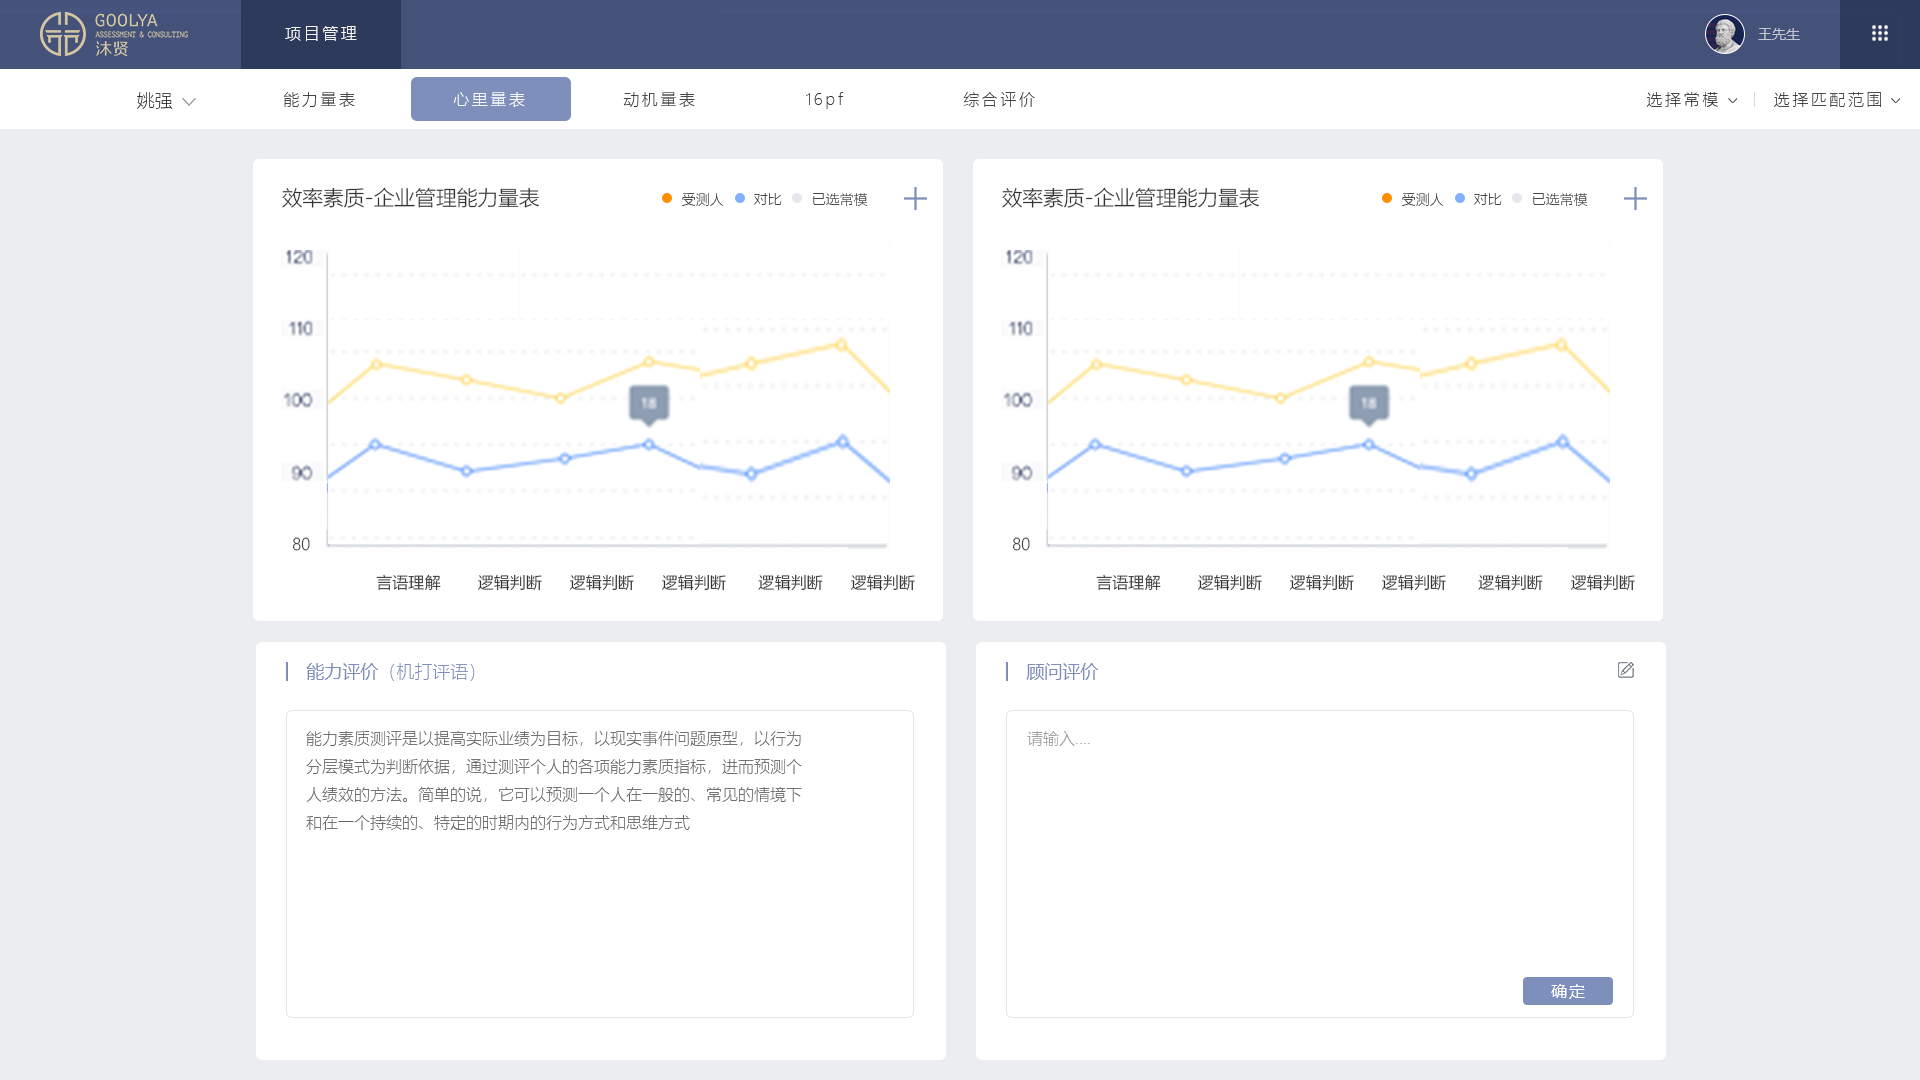 GOOLYA
ASSESSMENT & CONSULTING
沐贤
项目管理
王先生
姚强
能力量表
心里量表
动机量表
16pf
综合评价
选择常模
选择匹配范围
效率素质-企业管理能力量表
受测人
对比
已选常模
120
110
100
90
80
18
言语理解
逻辑判断
逻辑判断
逻辑判断
逻辑判断
逻辑判断
效率素质-企业管理能力量表
受测人
对比
已选常模
120
110
100
90
80
18
言语理解
逻辑判断
逻辑判断
逻辑判断
逻辑判断
逻辑判断
能力评价（机打评语）
能力素质测评是以提高实际业绩为目标，以现实事件问题原型，以行为
分层模式为判断依据，通过测评个人的各项能力素质指标，进而预测个
人绩效的方法。简单的说，它可以预测一个人在一般的、常见的情境下
和在一个持续的、特定的时期内的行为方式和思维方式
顾问评价
请输入....
确定